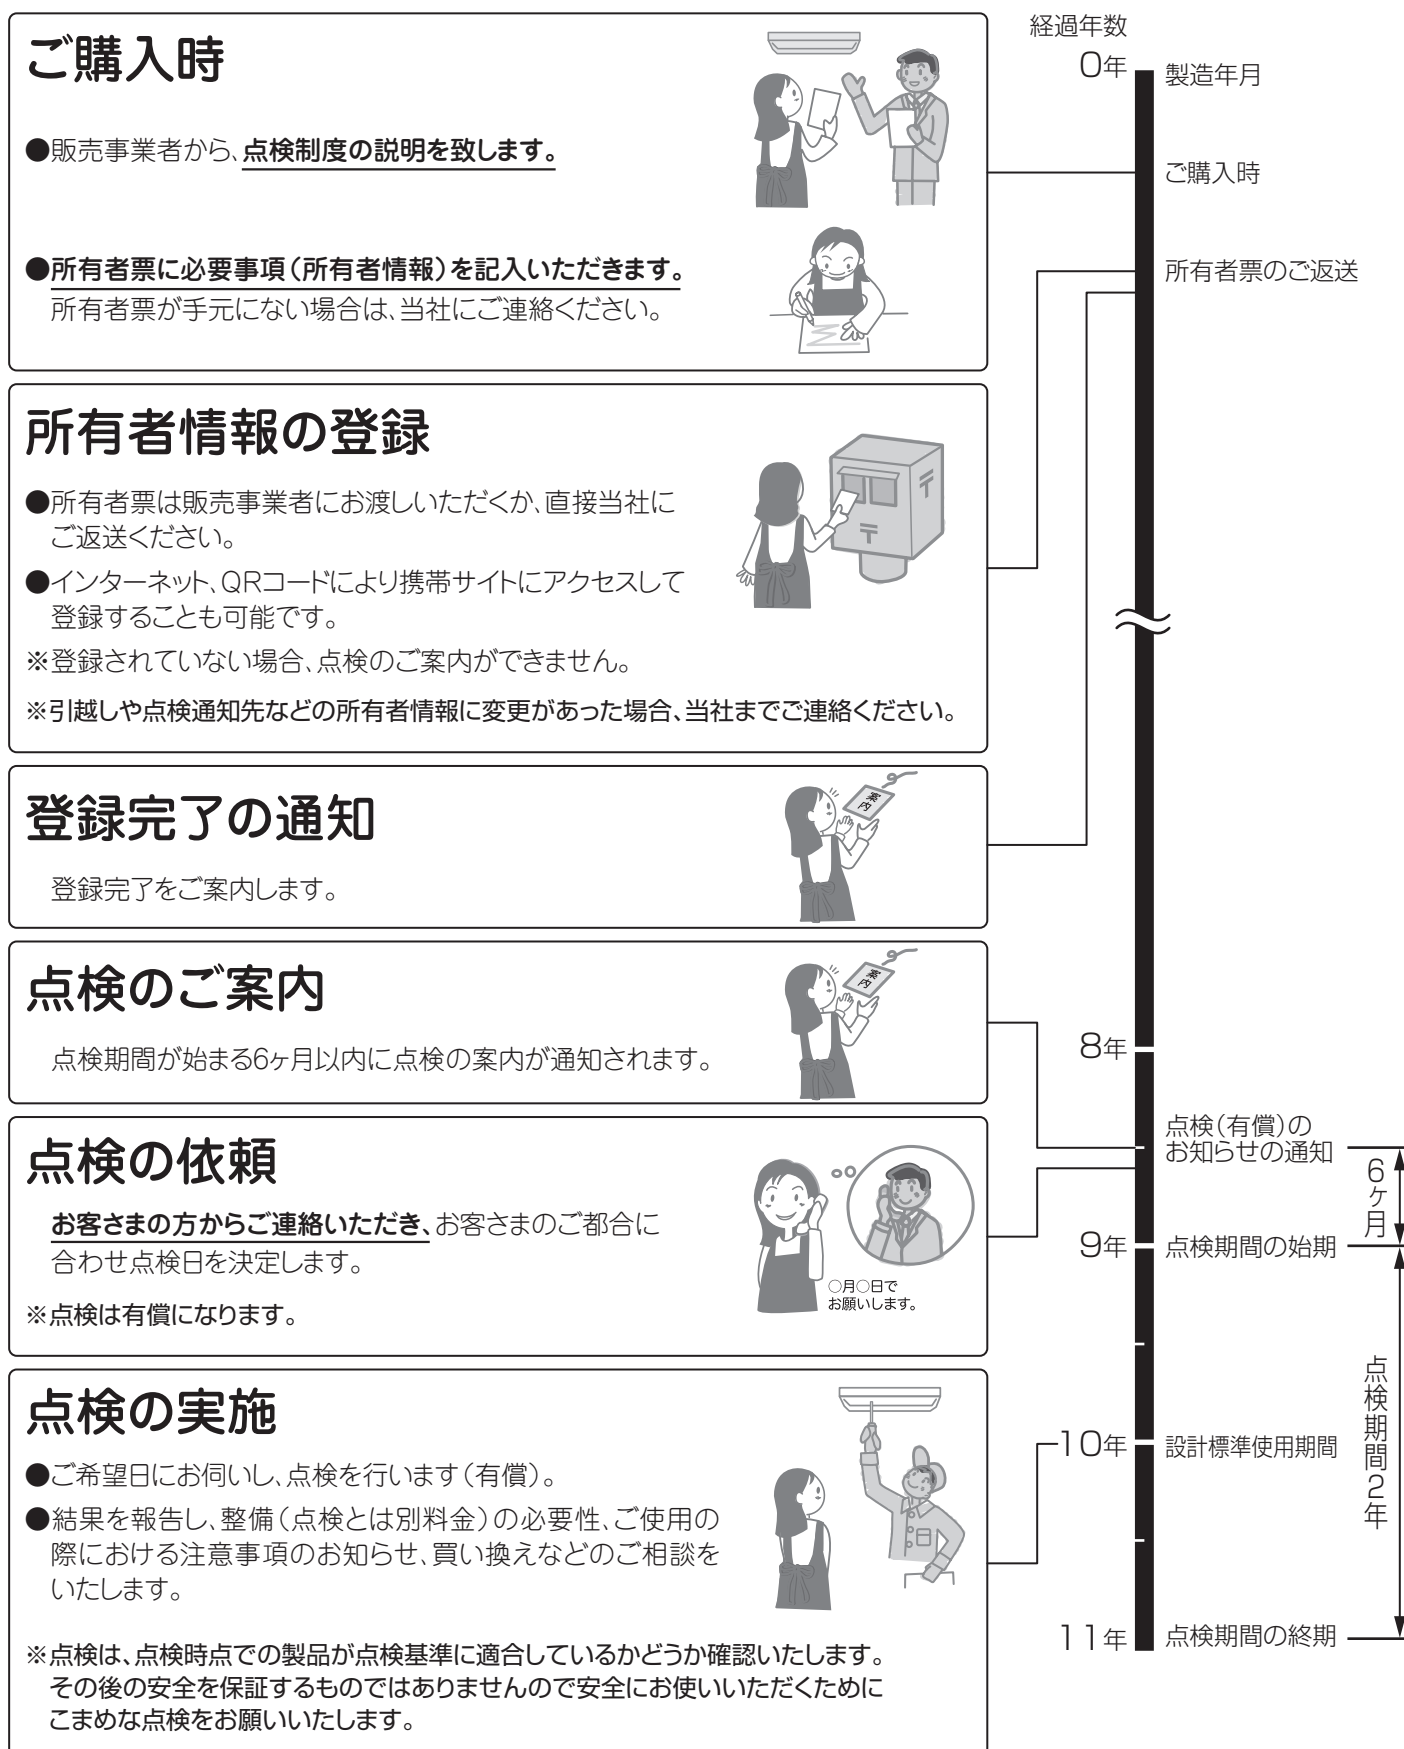 ご購入時
●販売事業者から、点検制度の説明を致します。
●所有者票に必要事項（所有者情報）を記入いただきます。
所有者票が手元にない場合は、当社にご連絡ください。
所有者情報の登録
●所有者票は販売事業者にお渡しいただくか、直接当社に
ご返送ください。
●インターネット、QRコードにより携帯サイトにアクセスして
登録することも可能です。
※登録されていない場合、点検のご案内ができません。
※引越しや点検通知先などの所有者情報に変更があった場合、当社までご連絡ください。
登録完了の通知
登録完了をご案内します。
案内
点検のご案内
点検期間が始まる6ヶ月以内に点検の案内が通知されます。
案内
点検の依頼
お客さまの方からご連絡いただき、お客さまのご都合に
合わせ点検日を決定します。
※点検は有償になります。
○月○日で
お願いします。
点検の実施
●ご希望日にお伺いし、点検を行います（有償）。
●結果を報告し、整備（点検とは別料金）の必要性、ご使用の
際における注意事項のお知らせ、買い換えなどのご相談を
いたします。
※点検は、点検時点での製品が点検基準に適合しているかどうか確認いたします。
その後の安全を保証するものではありませんので安全にお使いいただくために
こまめな点検をお願いいたします。
経過年数
0年
製造年月
ご購入時
所有者票のご返送
8年
点検（有償）の
お知らせの通知
6ヶ月
9年
点検期間の始期
点検期間2年
10年
設計標準使用期間
11年
点検期間の終期